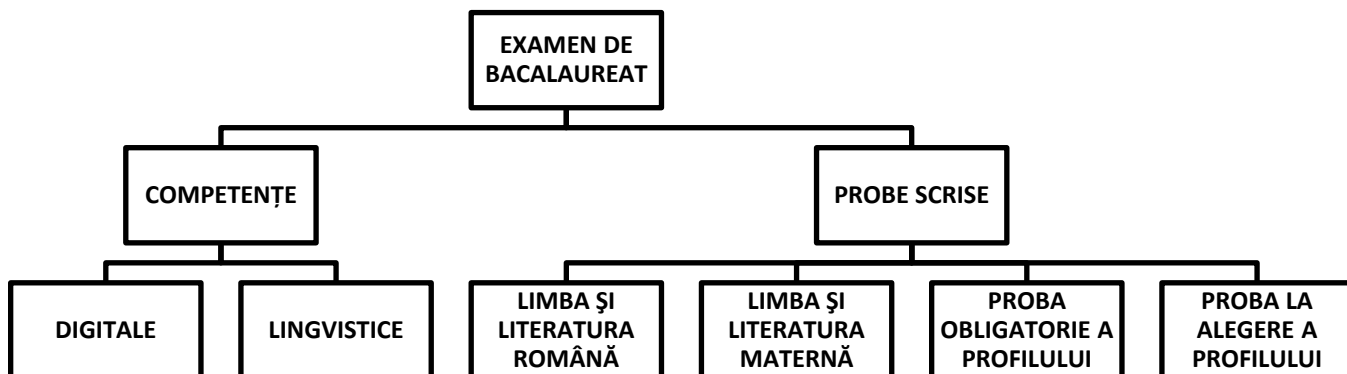 EXAMEN DE
BACALAUREAT
COMPETENȚE
PROBE SCRISE
DIGITALE
LINGVISTICE
LIMBA ŞI
LITERATURA
ROMÂNĂ
LIMBA ŞI
LITERATURA
MATERNĂ
PROBA
OBLIGATORIE A
PROFILULUI
PROBA LA
ALEGERE A
PROFILULUI